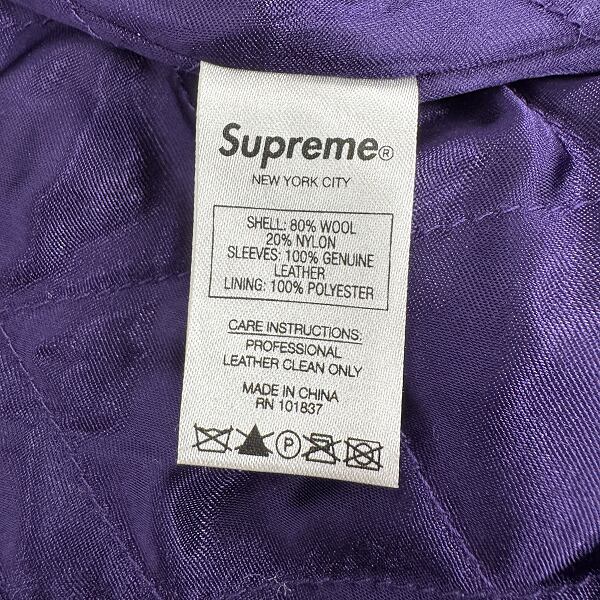 Supreme®
NEW YORK CITY
SHELL: 80% WOOL
20% NYLON
SLEEVES: 100% GENUINE
LEATHER
LINING: 100% POLYESTER
CARE INSTRUCTIONS:
PROFESSIONAL
LEATHER CLEAN ONLY
MADE IN CHINA
RN 101837
P